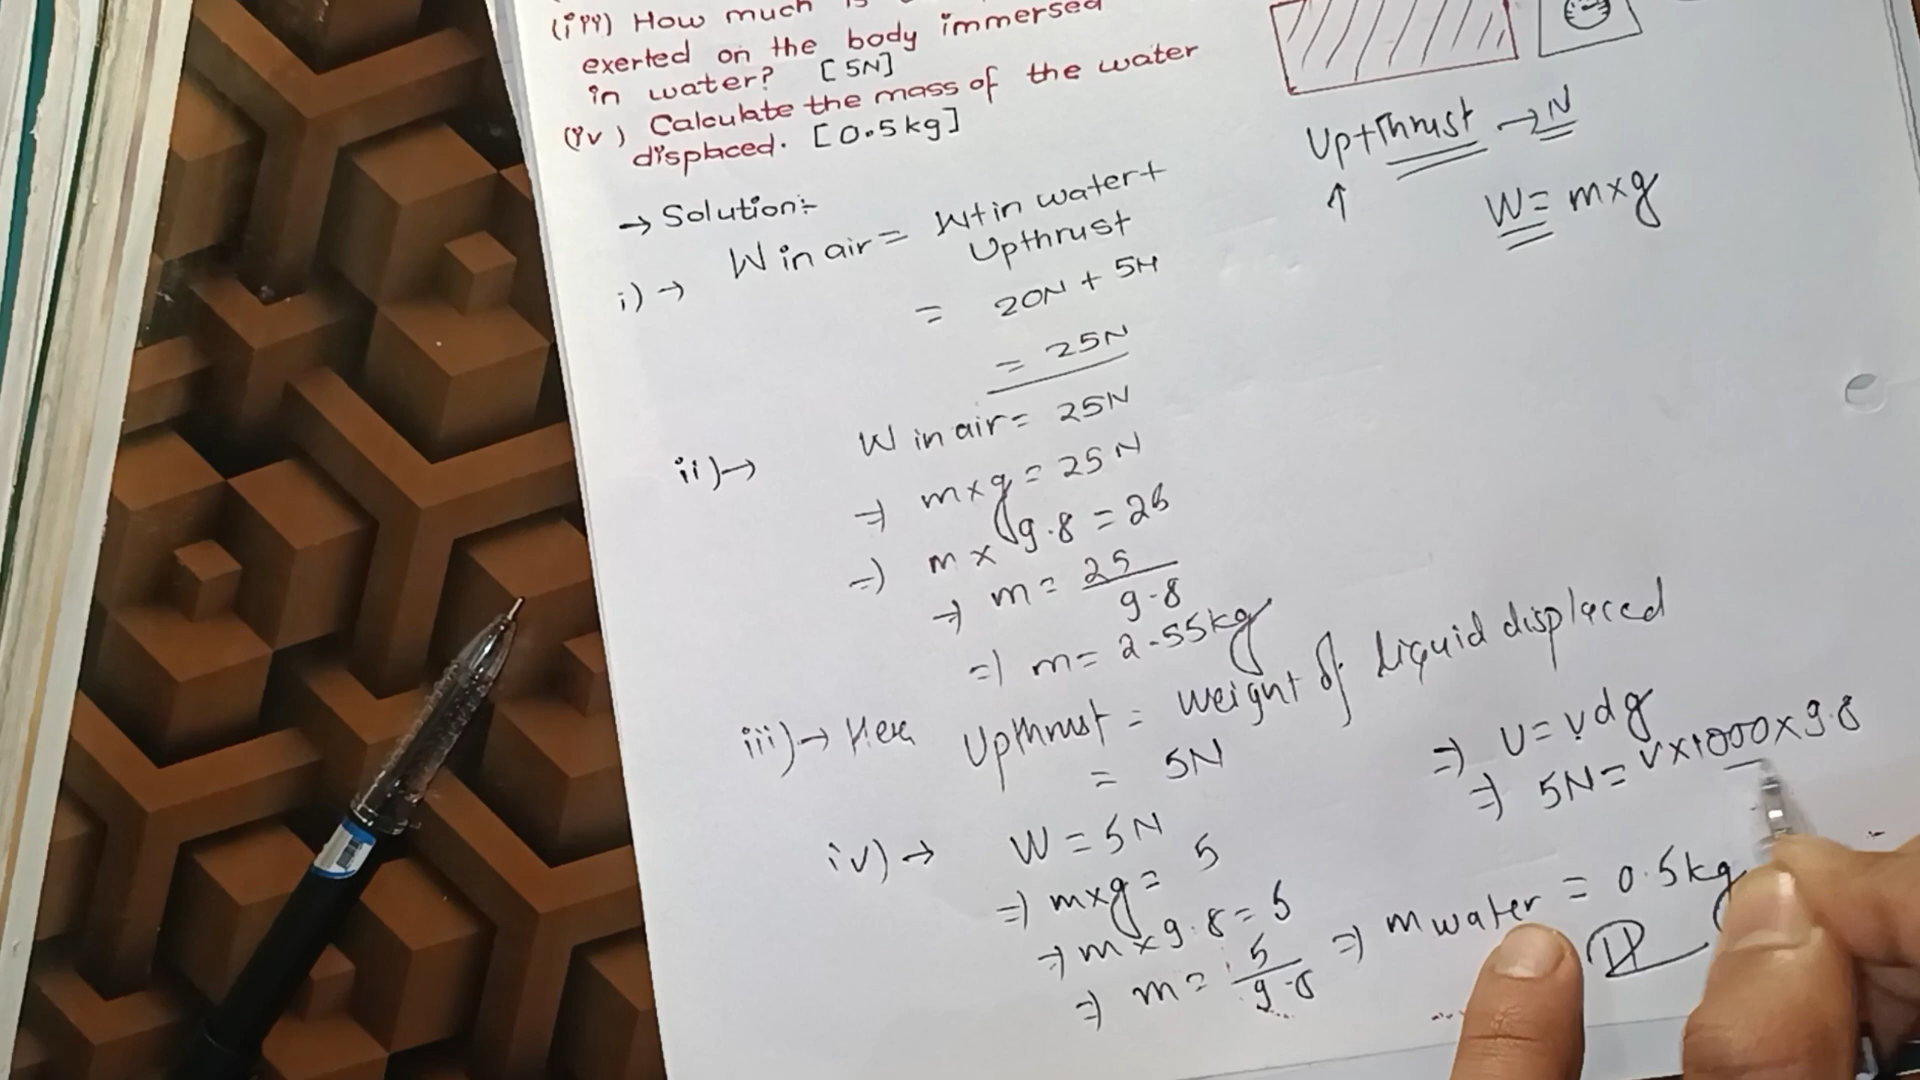 (iii) How much is
exerted on the body immersed
in water? [5N]
(iv) Calculate the mass of the water
displaced. [0.5kg]
→ Solution:-
i) → W in air = Wt in water +
Upthrust
= 20N + 5N
= 25N
ii) → W in air = 25N
⇒ m×g = 25N
⇒ m× 9.8 = 25
⇒ m = 25
9.8
⇒ m = 2.55kg
iii) → Here Upthrust = weight of liquid displaced
= 5N
iv) → W = 5N
⇒ m×g = 5
⇒ m×9.8 = 5
⇒ m = 5
9.8
⇒ m water = 0.5kg
Upthrust → N
↑
W = m×g
⇒ U = vdg
⇒ 5N = V×1000×9.8